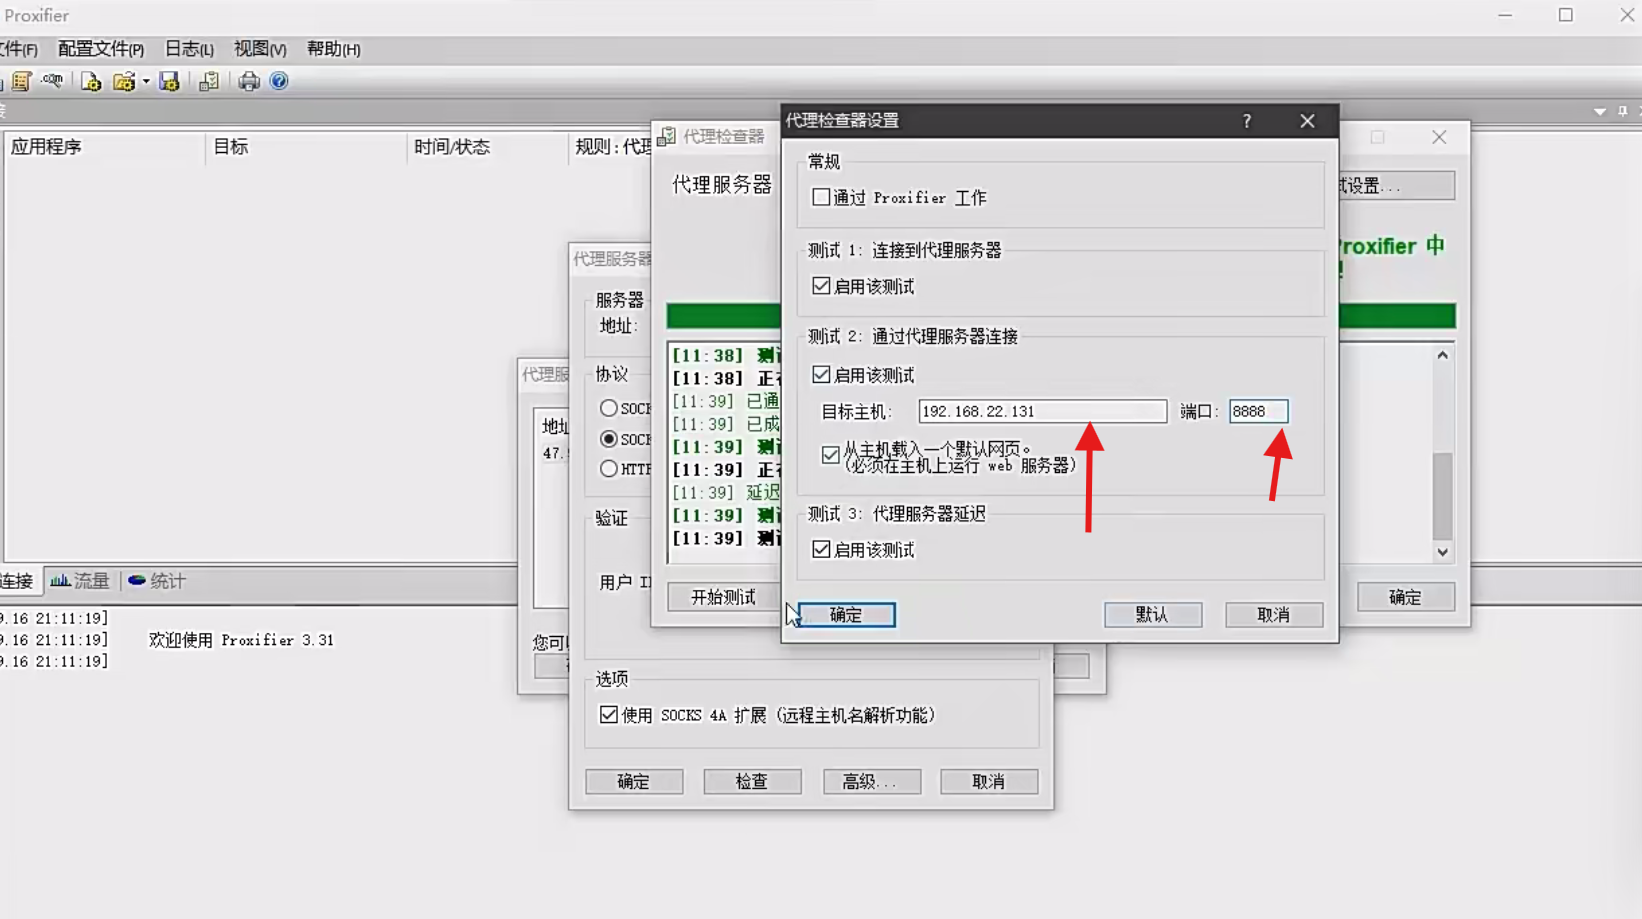 Proxifier
件(F) 配置文件(P) 日志(L) 视图(V) 帮助(H)
应用程序 目标 时间/状态 规则:代理
代理检查器
代理服务器
试设置...
Proxifier 中
!
[11:38] 测
[11:38] 正
[11:39] 已通
[11:39] 已成
[11:39] 测
[11:39] 正
[11:39] 延迟
[11:39] 测
[11:39] 测
开始测试
确定
代理检查器设置
常规
通过 Proxifier 工作
测试 1: 连接到代理服务器
启用该测试
测试 2: 通过代理服务器连接
启用该测试
目标主机: 192.168.22.131 端口: 8888
从主机载入一个默认网页。
(必须在主机上运行 web 服务器)
测试 3: 代理服务器延迟
启用该测试
确定 默认 取消
代理服务器
服务器
地址:
协议
SOCK
SOCK
HTTP
验证
用户 I
选项
使用 SOCKS 4A 扩展 (远程主机名解析功能)
确定 检查 高级... 取消
代理服
地址
47.
您可
连接 流量 统计
9.16 21:11:19]
9.16 21:11:19] 欢迎使用 Proxifier 3.31
9.16 21:11:19]